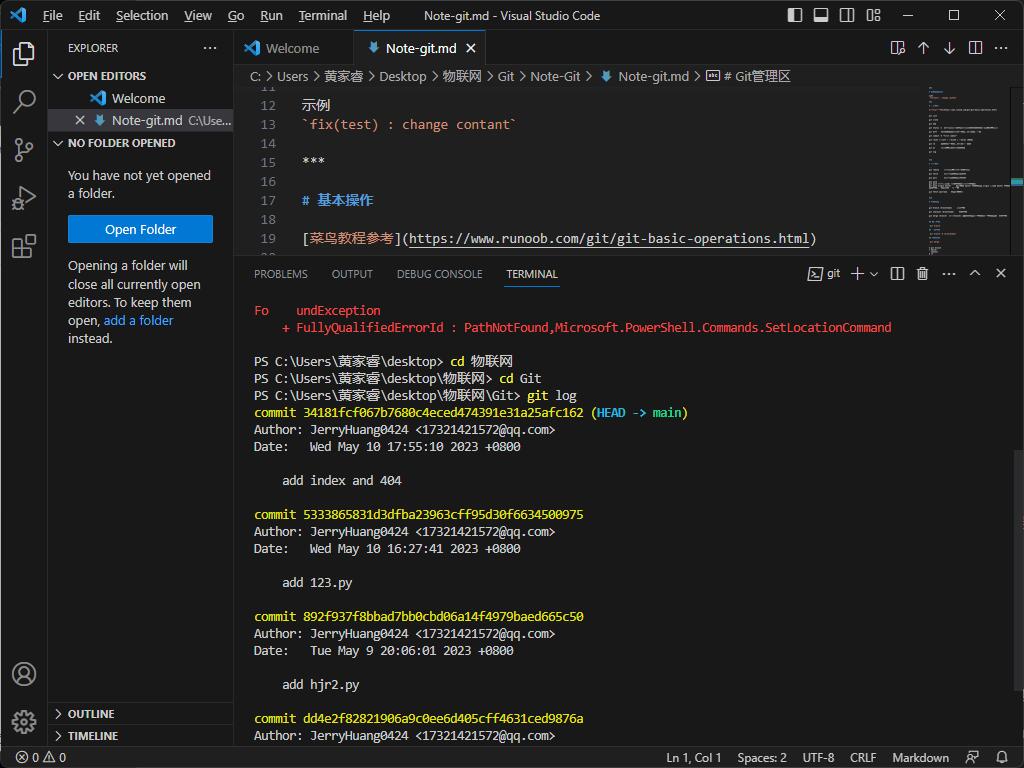 File Edit Selection View Go Run Terminal Help Note-git.md - Visual Studio Code
EXPLORER
Welcome Note-git.md
OPEN EDITORS
Welcome
Note-git.md C:\Use...
NO FOLDER OPENED
You have not yet opened
a folder.
Open Folder
Opening a folder will
close all currently open
editors. To keep them
open, add a folder
instead.
OUTLINE
TIMELINE
C: > Users > 黄家睿 > Desktop > 物联网 > Git > Note-Git > Note-git.md > # Git管理区
11
12 示例
13 `fix(test) : change contant`
14
15 ***
16
17 # 基本操作
18
19 [菜鸟教程参考](https://www.runoob.com/git/git-basic-operations.html)
PROBLEMS OUTPUT DEBUG CONSOLE TERMINAL git
Fo undException
+ FullyQualifiedErrorId : PathNotFound,Microsoft.PowerShell.Commands.SetLocationCommand
PS C:\Users\黄家睿\desktop> cd 物联网
PS C:\Users\黄家睿\desktop\物联网> cd Git
PS C:\Users\黄家睿\desktop\物联网\Git> git log
commit 34181fcf067b7680c4eced474391e31a25afc162 (HEAD -> main)
Author: JerryHuang0424 <17321421572@qq.com>
Date: Wed May 10 17:55:10 2023 +0800
add index and 404
commit 5333865831d3dfba23963cff95d30f6634500975
Author: JerryHuang0424 <17321421572@qq.com>
Date: Wed May 10 16:27:41 2023 +0800
add 123.py
commit 892f937f8bbad7bb0cbd06a14f4979baed665c50
Author: JerryHuang0424 <17321421572@qq.com>
Date: Tue May 9 20:06:01 2023 +0800
add hjr2.py
commit dd4e2f82821906a9c0ee6d405cff4631ced9876a
Author: JerryHuang0424 <17321421572@qq.com>
0 0 Ln 1, Col 1 Spaces: 2 UTF-8 CRLF Markdown